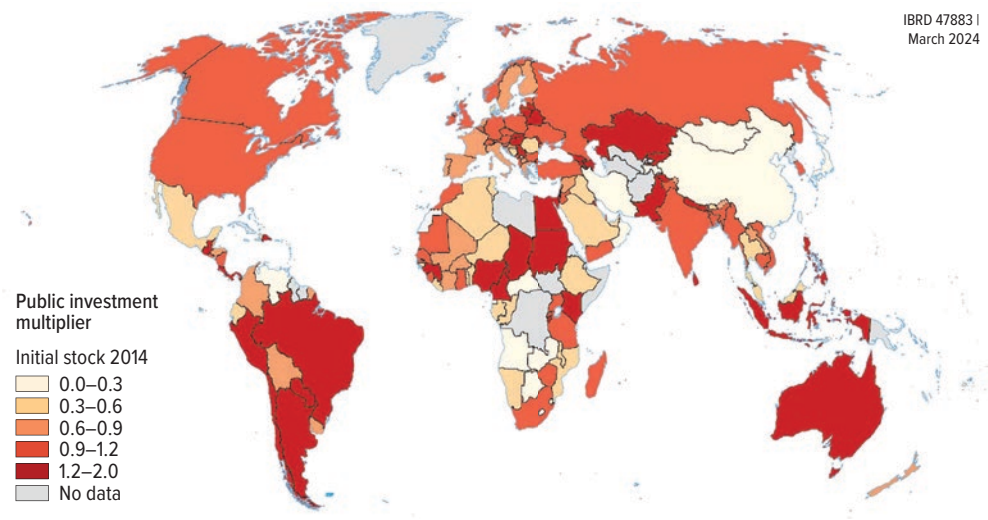 IBRD 47883 |
March 2024
Public investment
multiplier
Initial stock 2014
0.0–0.3
0.3–0.6
0.6–0.9
0.9–1.2
1.2–2.0
No data